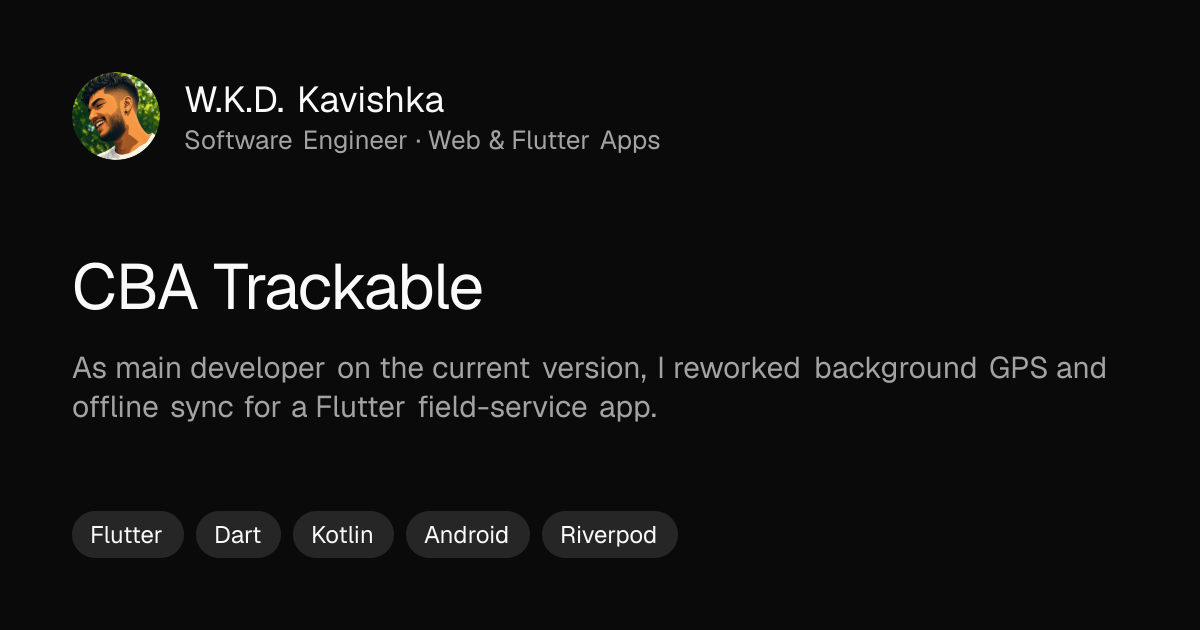 W.K.D. Kavishka
Software Engineer · Web & Flutter Apps
CBA Trackable
As main developer on the current version, I reworked background GPS and
offline sync for a Flutter field-service app.
Flutter Dart Kotlin Android Riverpod